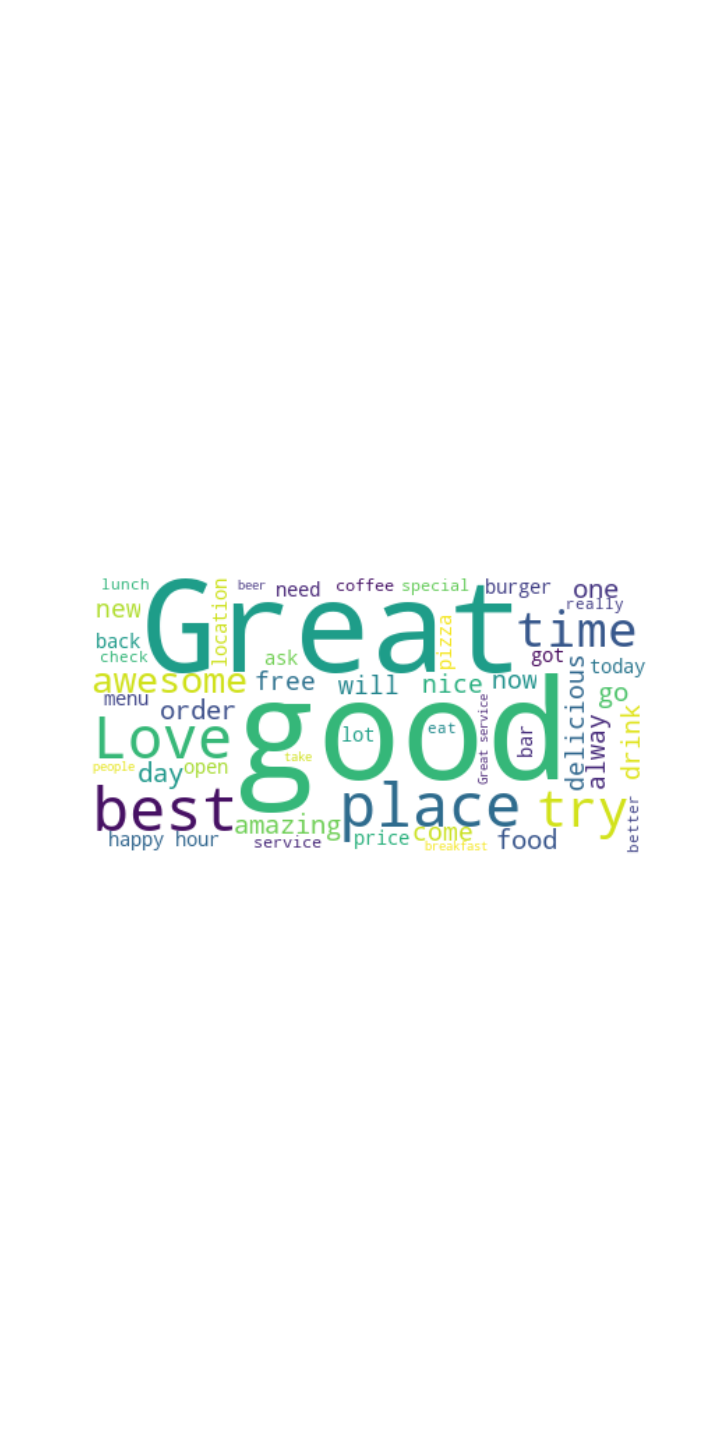 lunch
beer
need
coffee
special
burger
one
new
Great
location
really
time
back
check
ask
pizza
got
today
awesome
free
will
nice
now
go
menu
order
Love
good
lot
eat
Great service
bar
delicious
alway
drink
people
day
open
take
best
place
try
amazing
come
price
happy hour
service
breakfast
food
better